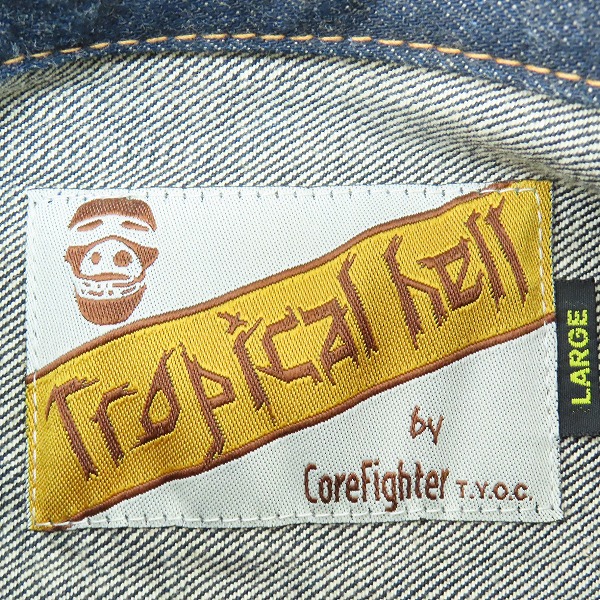 Tropical hell
by
CoreFighter T.Y.O.C.
LARGE